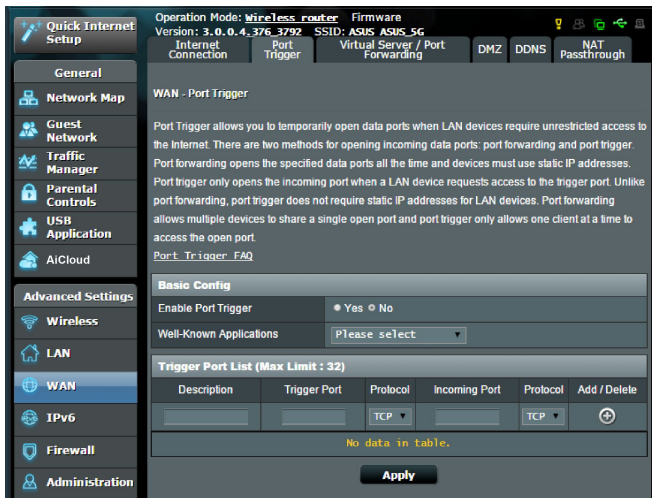 Quick Internet
Setup
General
Network Map
Guest
Network
Traffic
Manager
Parental
Controls
USB
Application
AiCloud
Advanced Settings
Wireless
LAN
WAN
IPv6
Firewall
Administration
Operation Mode: Wireless router Firmware
Version: 3.0.0.4_376_3792 SSID: ASUS ASUS_5G
Internet
Connection
Port
Trigger
Virtual Server / Port
Forwarding
DMZ
DDNS
NAT
Passthrough
WAN - Port Trigger
Port Trigger allows you to temporarily open data ports when LAN devices require unrestricted access to
the Internet. There are two methods for opening incoming data ports: port forwarding and port trigger.
Port forwarding opens the specified data ports all the time and devices must use static IP addresses.
Port trigger only opens the incoming port when a LAN device requests access to the trigger port. Unlike
port forwarding, port trigger does not require static IP addresses for LAN devices. Port forwarding
allows multiple devices to share a single open port and port trigger only allows one client at a time to
access the open port.
Port Trigger FAQ
Basic Config
Enable Port Trigger Yes No
Well-Known Applications Please select
Trigger Port List (Max Limit : 32)
Description Trigger Port Protocol Incoming Port Protocol Add / Delete
TCP TCP
No data in table.
Apply